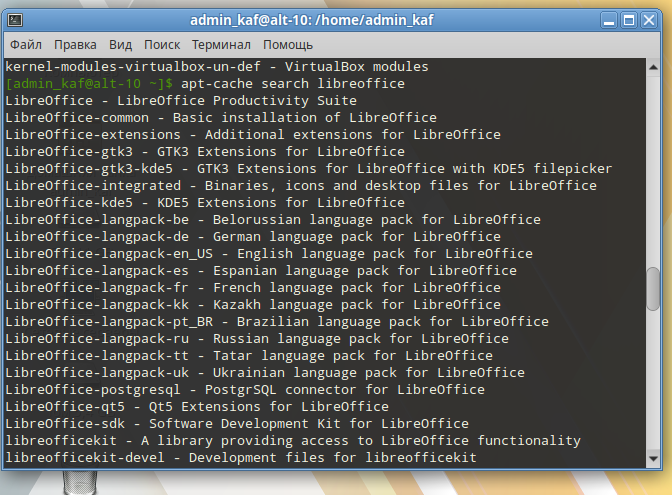 admin_kaf@alt-10: /home/admin_kaf
Файл Правка Вид Поиск Терминал Помощь
kernel-modules-virtualbox-un-def - VirtualBox modules
[admin_kaf@alt-10 ~]$ apt-cache search libreoffice
LibreOffice - LibreOffice Productivity Suite
LibreOffice-common - Basic installation of LibreOffice
LibreOffice-extensions - Additional extensions for LibreOffice
LibreOffice-gtk3 - GTK3 Extensions for LibreOffice
LibreOffice-gtk3-kde5 - GTK3 Extensions for LibreOffice with KDE5 filepicker
LibreOffice-integrated - Binaries, icons and desktop files for LibreOffice
LibreOffice-kde5 - KDE5 Extensions for LibreOffice
LibreOffice-langpack-be - Belorussian language pack for LibreOffice
LibreOffice-langpack-de - German language pack for LibreOffice
LibreOffice-langpack-en_US - English language pack for LibreOffice
LibreOffice-langpack-es - Espanian language pack for LibreOffice
LibreOffice-langpack-fr - French language pack for LibreOffice
LibreOffice-langpack-kk - Kazakh language pack for LibreOffice
LibreOffice-langpack-pt_BR - Brazilian language pack for LibreOffice
LibreOffice-langpack-ru - Russian language pack for LibreOffice
LibreOffice-langpack-tt - Tatar language pack for LibreOffice
LibreOffice-langpack-uk - Ukrainian language pack for LibreOffice
LibreOffice-postgresql - PostgrSQL connector for LibreOffice
LibreOffice-qt5 - Qt5 Extensions for LibreOffice
LibreOffice-sdk - Software Development Kit for LibreOffice
libreofficekit - A library providing access to LibreOffice functionality
libreofficekit-devel - Development files for libreofficekit